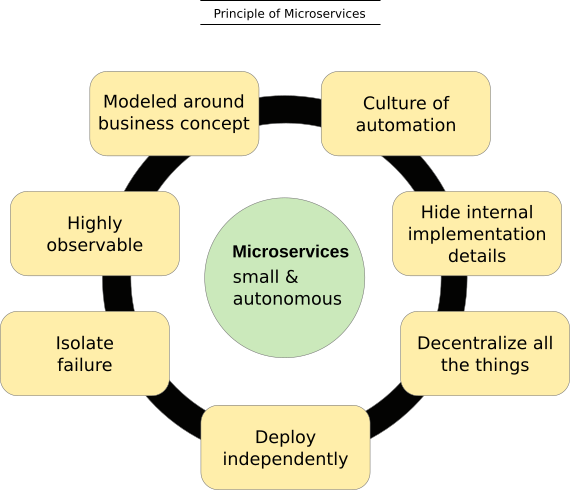 Principle of Microservices
Modeled around
business concept
Culture of
automation
Highly
observable
Hide internal
implementation
details
Microservices
small &
autonomous
Isolate
failure
Decentralize all
the things
Deploy
independently